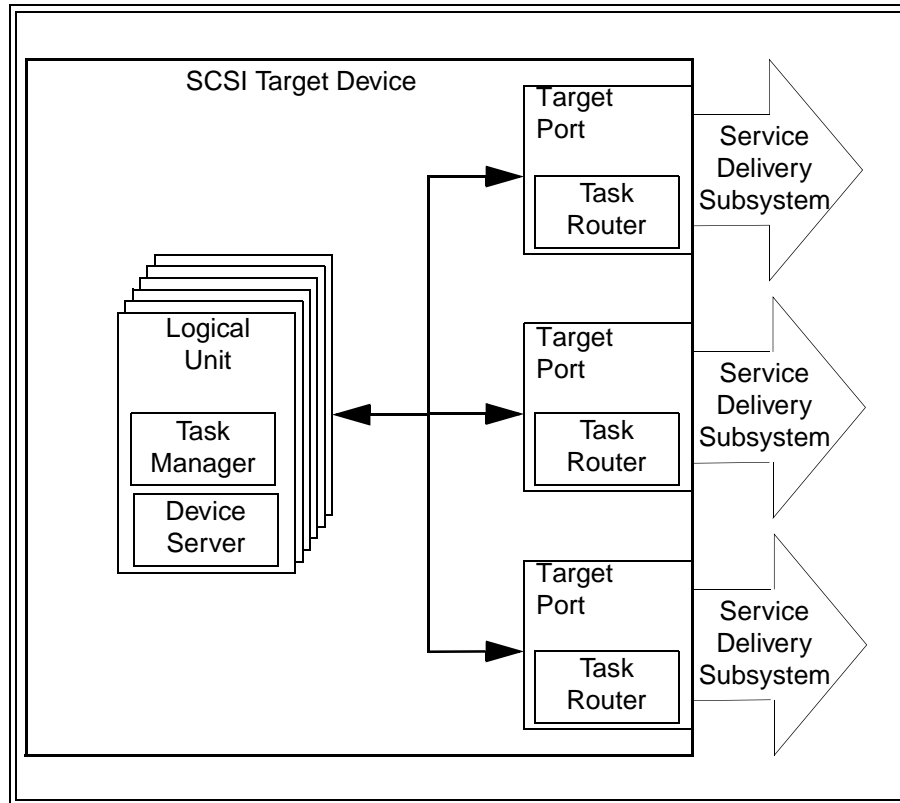 SCSI Target Device
Target
Port
Task
Router
Service
Delivery
Subsystem
Logical
Unit
Task
Manager
Device
Server
Target
Port
Task
Router
Service
Delivery
Subsystem
Target
Port
Task
Router
Service
Delivery
Subsystem